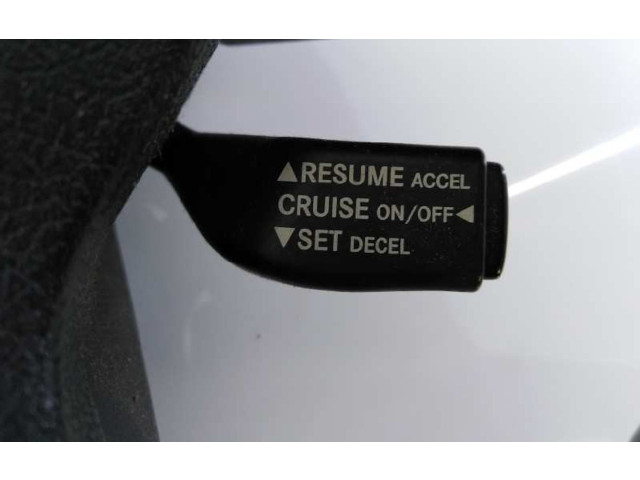 ▲RESUME ACCEL
CRUISE ON/OFF◀
▼SET DECEL